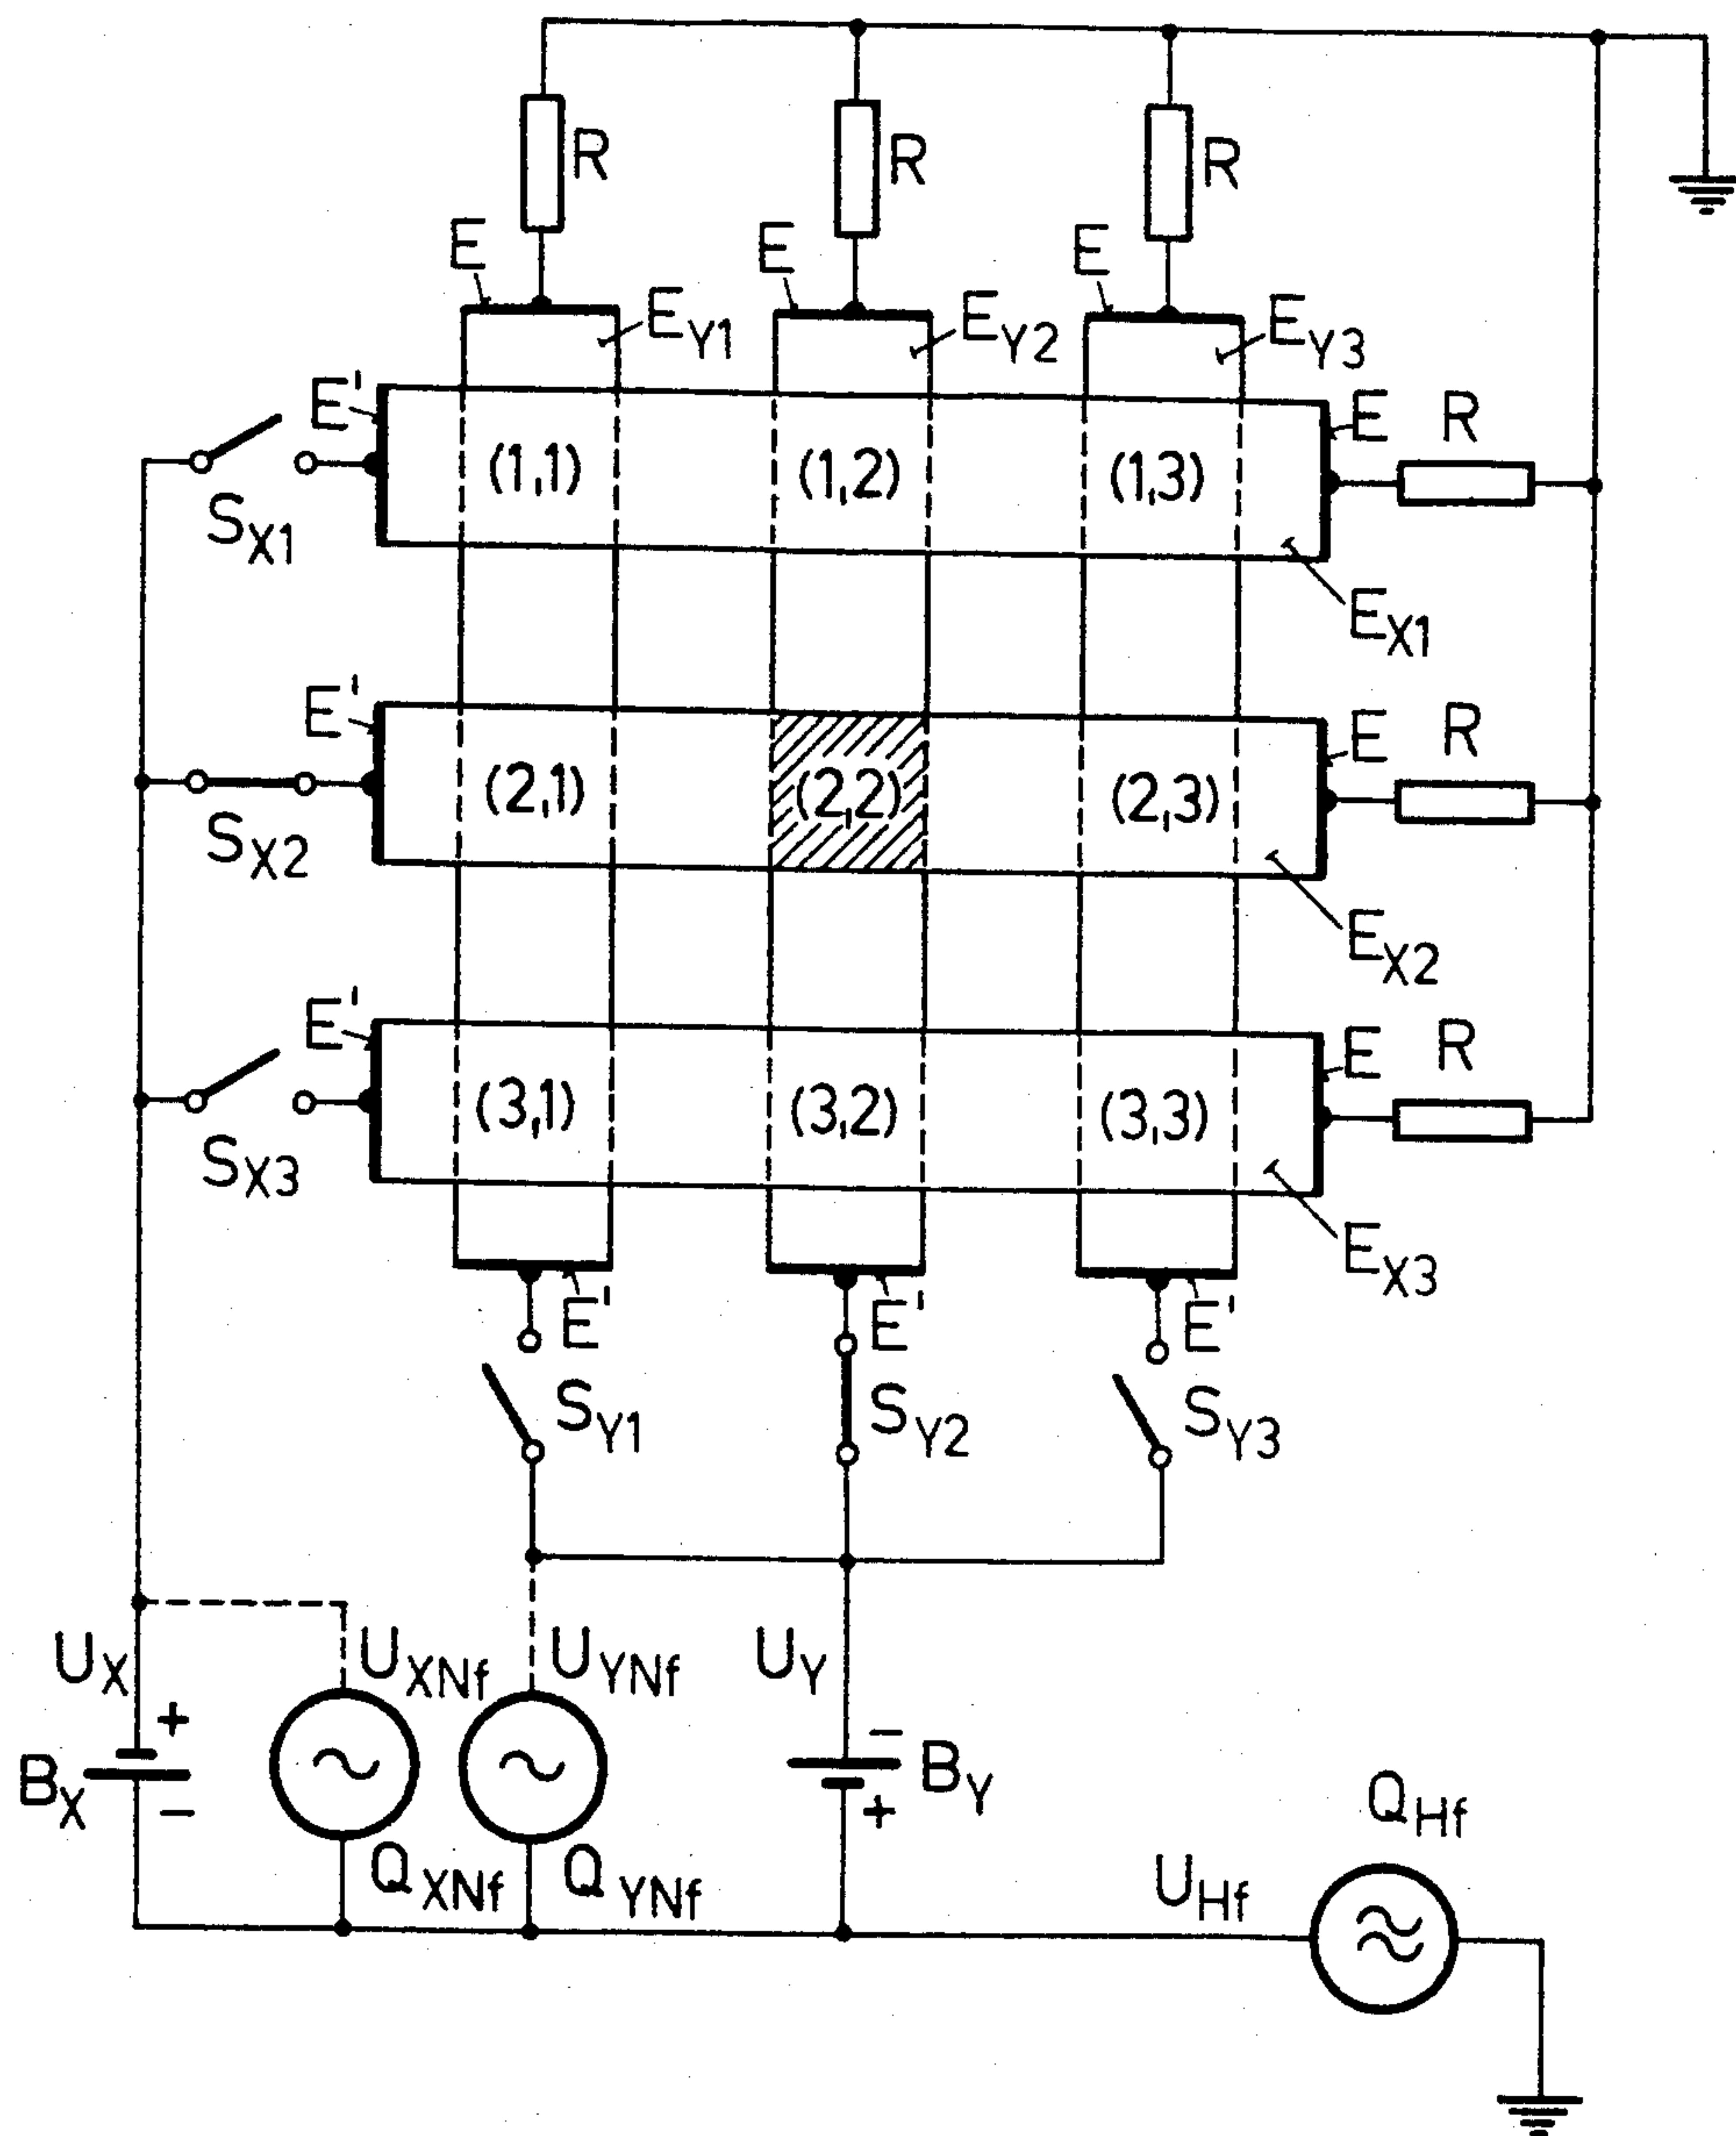 R R R
E E E
E_Y1 E_Y2 E_Y3
E' (1,1) (1,2) (1,3) E R
S_X1
E_X1
E' (2,1) (2,2) (2,3) E R
S_X2
E_X2
E' (3,1) (3,2) (3,3) E R
S_X3
E_X3
E' E' E'
S_Y1 S_Y2 S_Y3
U_X U_XNf U_YNf U_Y
+ −
B_X B_Y
− +
Q_XNf Q_YNf U_Hf Q_Hf